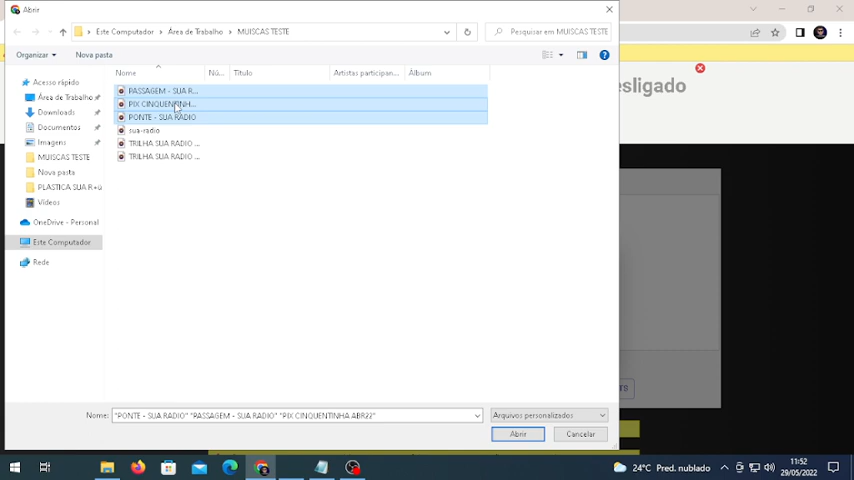 Abrir
Este Computador > Área de Trabalho > MUISCAS TESTE
Pesquisar em MUISCAS TESTE
Organizar
Nova pasta
Nome
Nú...
Título
Artistas participan...
Álbum
Acesso rápido
Área de Trabalho
Downloads
Documentos
Imagens
MUISCAS TESTE
Nova pasta
PLASTICA SUA R
Vídeos
OneDrive - Personal
Este Computador
Rede
PASSAGEM - SUA R...
PIX CINQUENTINH...
PONTE - SUA RADIO
sua-radio
TRILHA SUA RADIO ...
TRILHA SUA RADIO ...
esligado
Nome:
"PONTE - SUA RADIO" "PASSAGEM - SUA RADIO" "PIX CINQUENTINHA ABR22"
Arquivos personalizados
Abrir
Cancelar
24°C Pred. nublado
11:52
29/05/2022